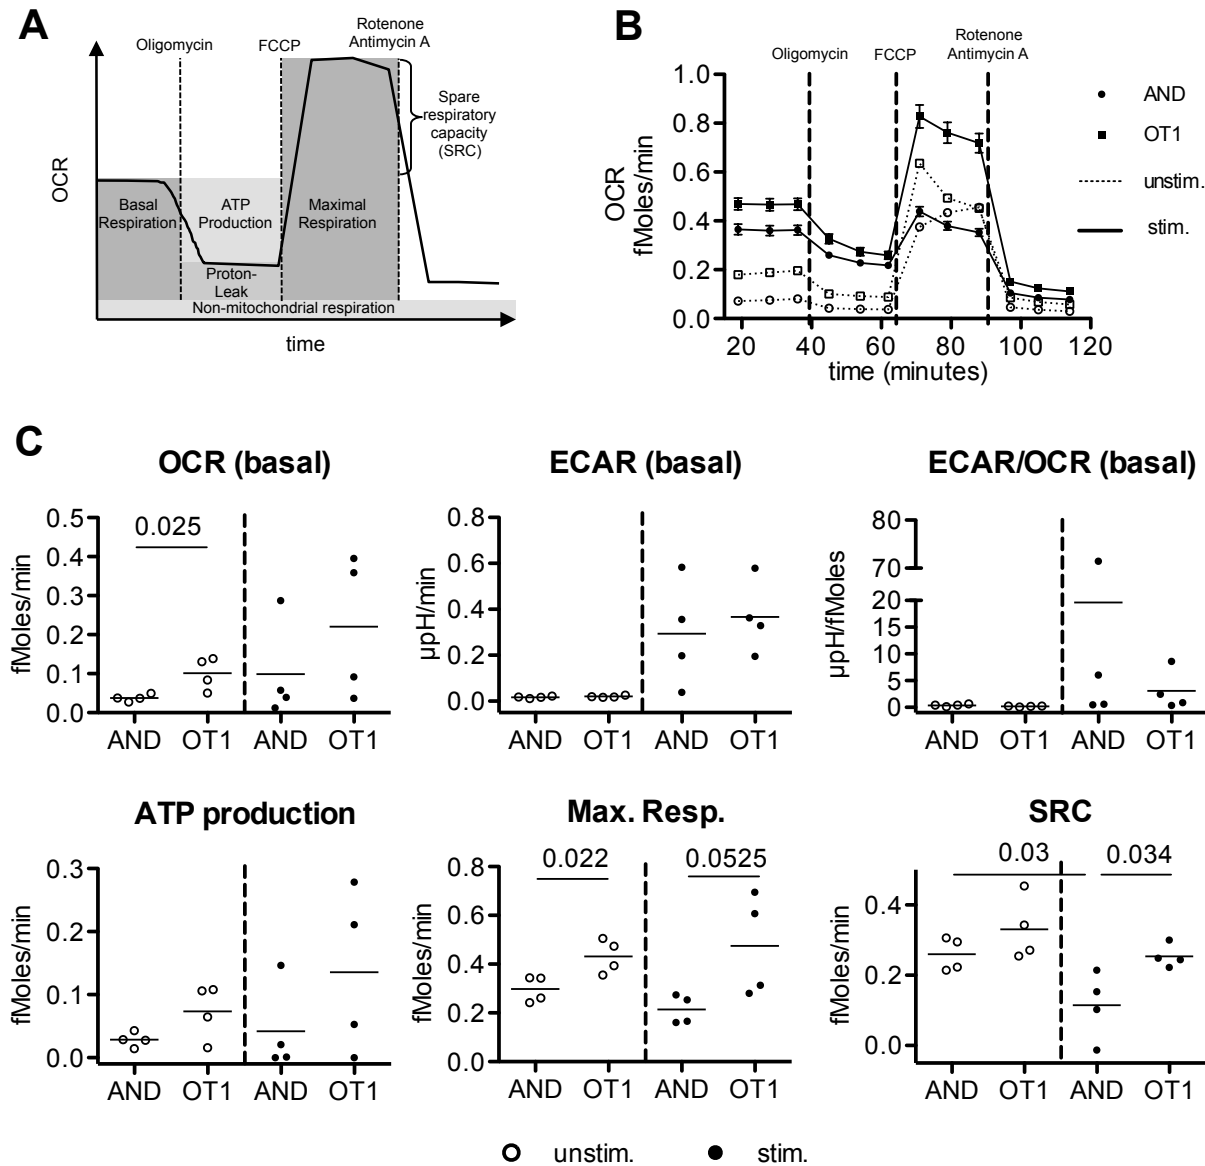 A
Oligomycin
FCCP
Rotenone
Antimycin A
Spare
respiratory
capacity
(SRC)
OCR
Basal
Respiration
ATP
Production
Maximal
Respiration
Proton-
Leak
Non-mitochondrial respiration
time
B
Oligomycin
FCCP
Rotenone
Antimycin A
OCR
fMoles/min
1.0
0.8
0.6
0.4
0.2
0.0
20
40
60
80
100
120
time (minutes)
AND
OT1
unstim.
stim.
C
OCR (basal)
fMoles/min
0.5
0.4
0.3
0.2
0.1
0.0
0.025
AND
OT1
AND
OT1
ECAR (basal)
µpH/min
0.8
0.6
0.4
0.2
0.0
AND
OT1
AND
OT1
ECAR/OCR (basal)
µpH/fMoles
80
70
20
15
10
5
0
AND
OT1
AND
OT1
ATP production
fMoles/min
0.3
0.2
0.1
0.0
AND
OT1
AND
OT1
Max. Resp.
fMoles/min
0.8
0.6
0.4
0.2
0.0
0.022
0.0525
AND
OT1
AND
OT1
SRC
fMoles/min
0.4
0.2
0.0
0.03
0.034
AND
OT1
AND
OT1
unstim.
stim.